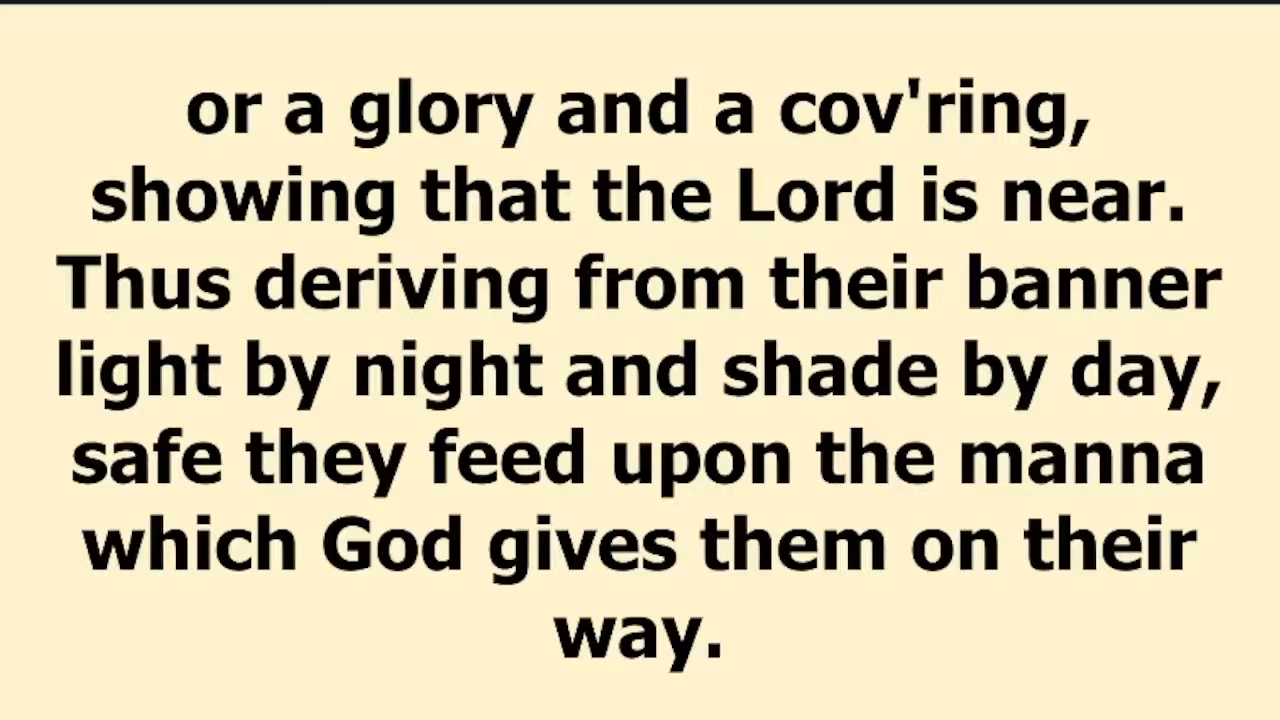 or a glory and a cov'ring,
showing that the Lord is near.
Thus deriving from their banner
light by night and shade by day,
safe they feed upon the manna
which God gives them on their
way.